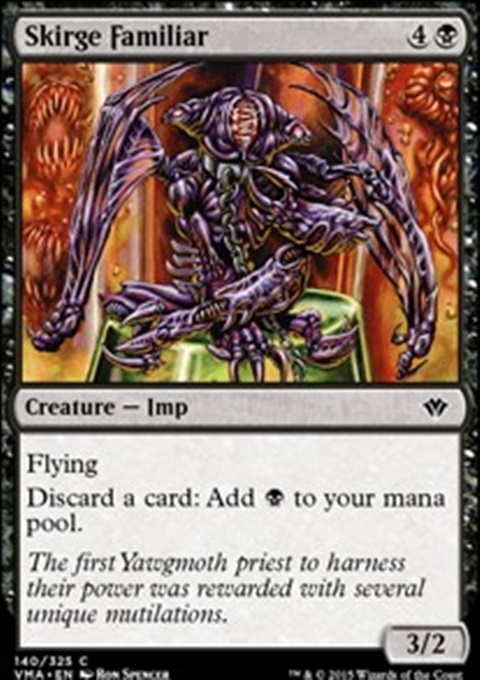 Skirge Familiar 4
Creature — Imp
Flying
Discard a card: Add to your mana
pool.
The first Yawgmoth priest to harness
their power was rewarded with several
unique mutilations.
3/2
140/325 C
VMA • EN Ron Spencer ™ & © 2015 Wizards of the Coast